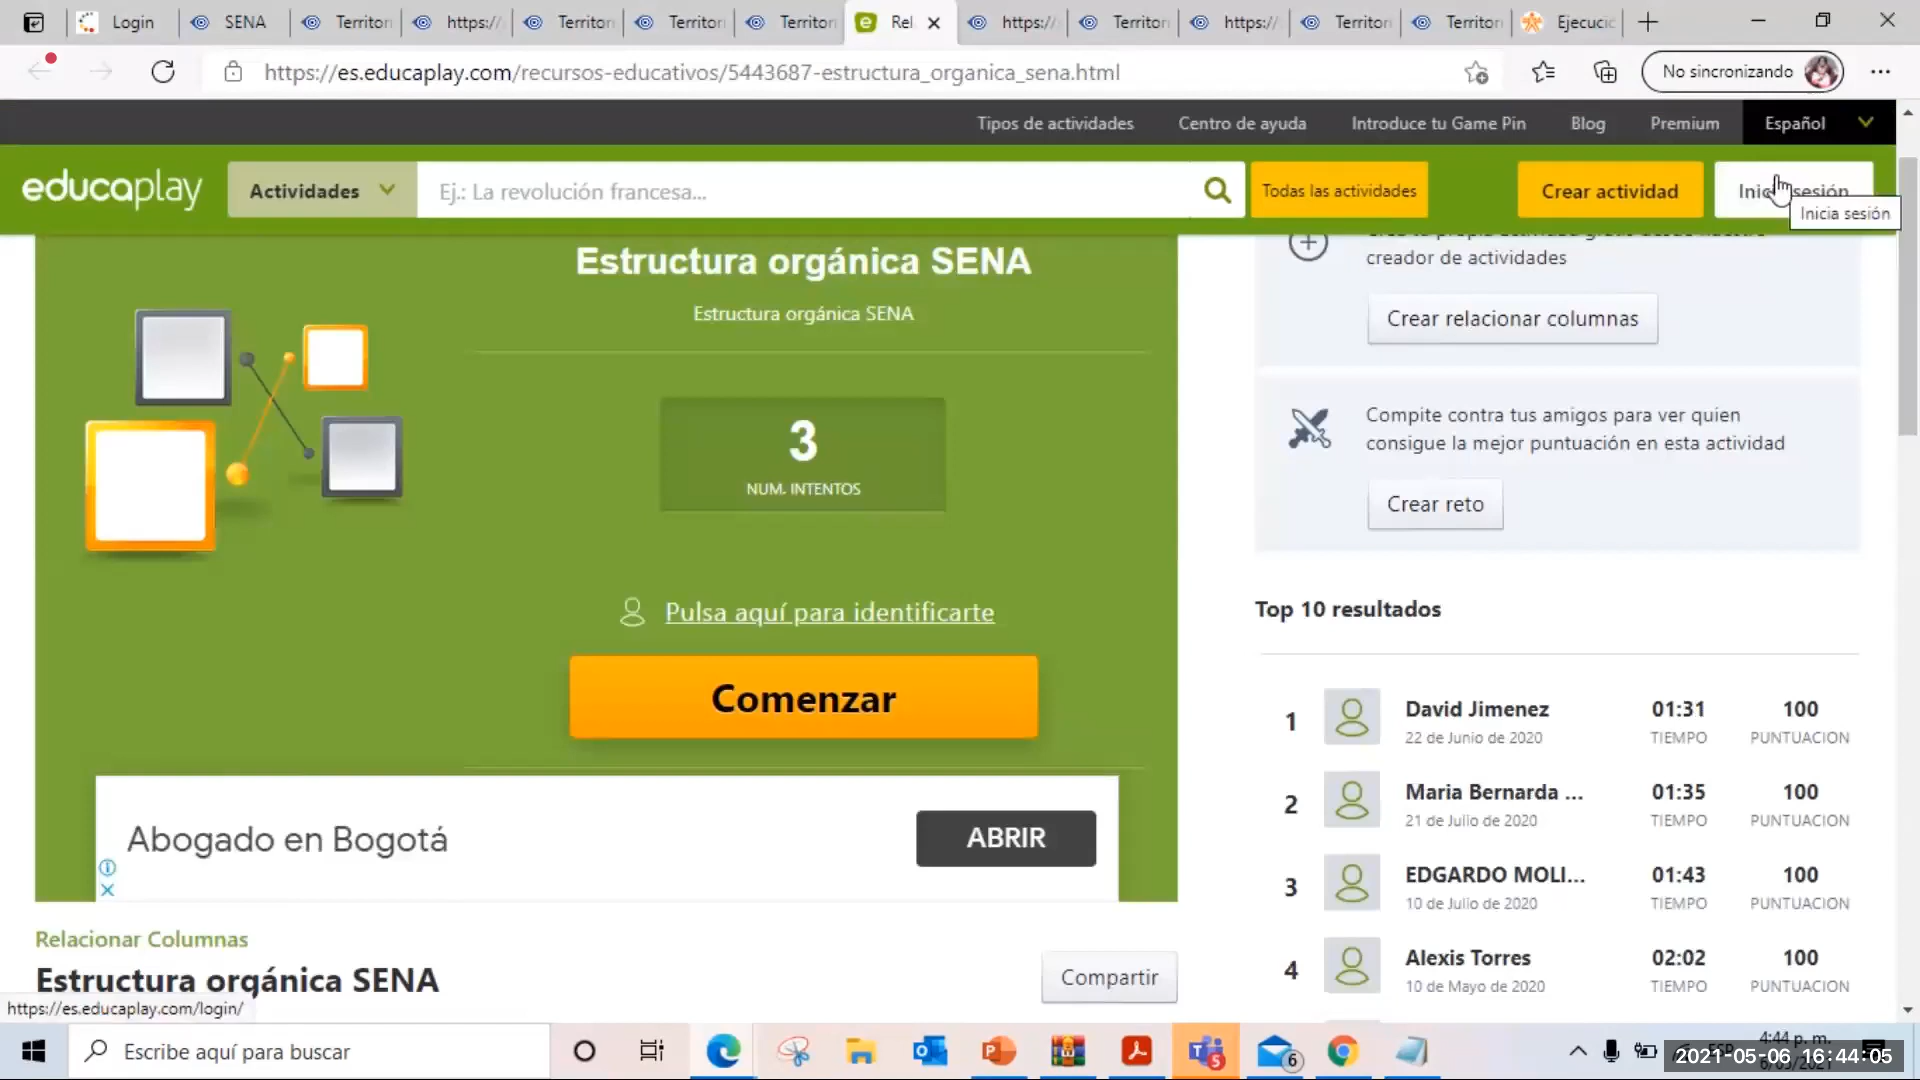 Login
SENA
Territori
https://
Territori
Territori
Territori
Rel
https://
Territori
https://
Territori
Territori
Ejecució
https://es.educaplay.com/recursos-educativos/5443687-estructura_organica_sena.html
No sincronizando
Tipos de actividades
Centro de ayuda
Introduce tu Game Pin
Blog
Premium
Español
educaplay
Actividades
Ej.: La revolución francesa...
Todas las actividades
Crear actividad
Inicia sesión
Estructura orgánica SENA
Estructura orgánica SENA
3
NUM. INTENTOS
Pulsa aquí para identificarte
Comenzar
Abogado en Bogotá
ABRIR
Relacionar Columnas
Estructura orgánica SENA
Compartir
https://es.educaplay.com/login/
creador de actividades
Crear relacionar columnas
Compite contra tus amigos para ver quien
consigue la mejor puntuación en esta actividad
Crear reto
Top 10 resultados
1 David Jimenez 01:31 100
22 de Junio de 2020 TIEMPO PUNTUACION
2 Maria Bernarda ... 01:35 100
21 de Julio de 2020 TIEMPO PUNTUACION
3 EDGARDO MOLI... 01:43 100
10 de Julio de 2020 TIEMPO PUNTUACION
4 Alexis Torres 02:02 100
10 de Mayo de 2020 TIEMPO PUNTUACION
Escribe aquí para buscar
5
6
4:44 p. m.
2021-05-06 16:44:05